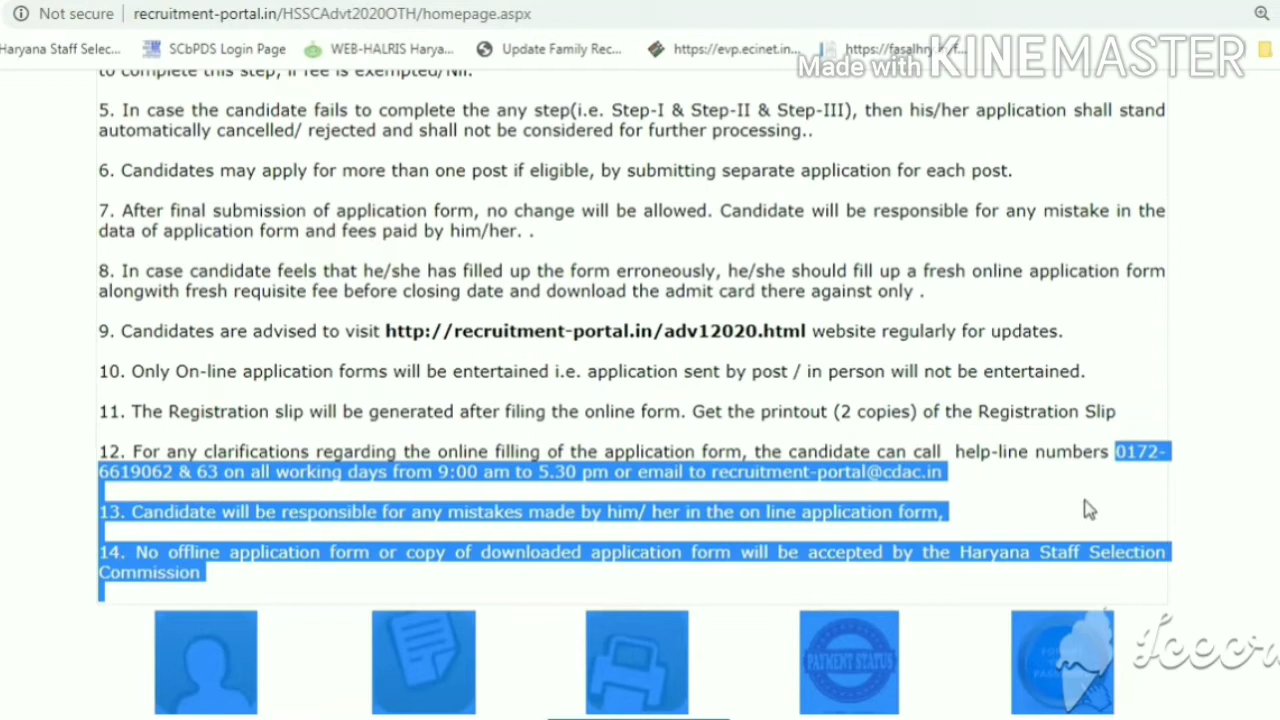 Not secure | recruitment-portal.in/HSSCAdvt2020OTH/homepage.aspx
Haryana Staff Selec... SCbPDS Login Page WEB-HALRIS Harya... Update Family Rec... https://evp.ecinet.in... https://fasalhry.in/f...
Made with KINEMASTER
to complete this step, if fee is exempted/Nil.
5. In case the candidate fails to complete the any step(i.e. Step-I & Step-II & Step-III), then his/her application shall stand
automatically cancelled/ rejected and shall not be considered for further processing..
6. Candidates may apply for more than one post if eligible, by submitting separate application for each post.
7. After final submission of application form, no change will be allowed. Candidate will be responsible for any mistake in the
data of application form and fees paid by him/her. .
8. In case candidate feels that he/she has filled up the form erroneously, he/she should fill up a fresh online application form
alongwith fresh requisite fee before closing date and download the admit card there against only .
9. Candidates are advised to visit http://recruitment-portal.in/adv12020.html website regularly for updates.
10. Only On-line application forms will be entertained i.e. application sent by post / in person will not be entertained.
11. The Registration slip will be generated after filing the online form. Get the printout (2 copies) of the Registration Slip
12. For any clarifications regarding the online filling of the application form, the candidate can call help-line numbers 0172-
6619062 & 63 on all working days from 9:00 am to 5.30 pm or email to recruitment-portal@cdac.in
13. Candidate will be responsible for any mistakes made by him/ her in the on line application form,
14. No offline application form or copy of downloaded application form will be accepted by the Haryana Staff Selection
Commission
PAYMENT STATUS